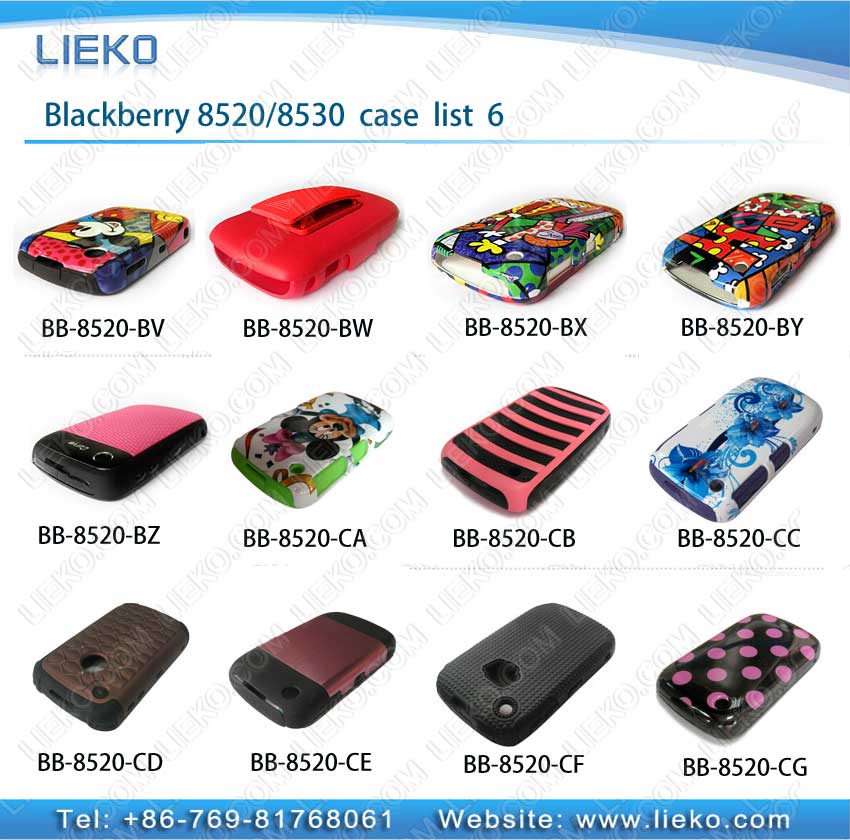 LIEKO
Blackberry 8520/8530 case list 6
BB-8520-BV BB-8520-BW BB-8520-BX BB-8520-BY
BB-8520-BZ BB-8520-CA BB-8520-CB BB-8520-CC
BB-8520-CD BB-8520-CE BB-8520-CF BB-8520-CG
Tel: +86-769-81768061 Website: www.lieko.com
LIEKO.COM